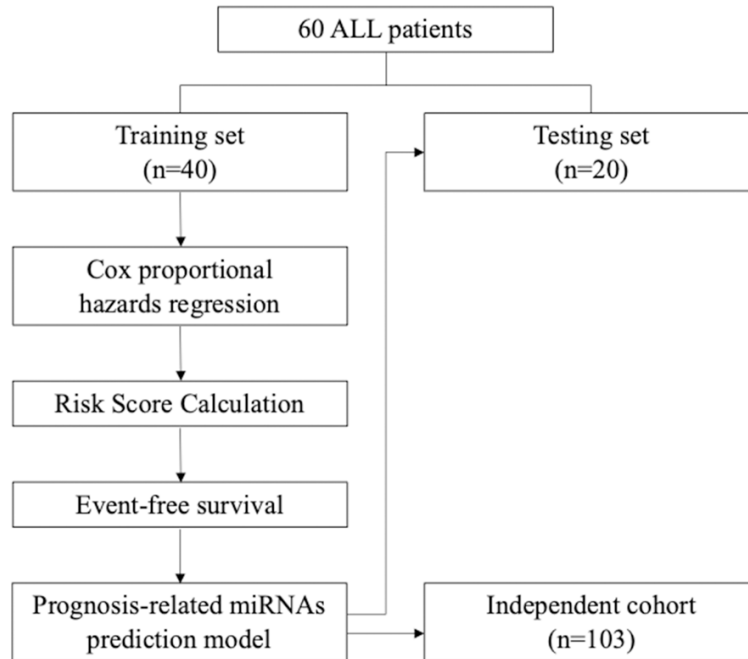 60 ALL patients
Training set
(n=40)
Testing set
(n=20)
Cox proportional
hazards regression
Risk Score Calculation
Event-free survival
Prognosis-related miRNAs
prediction model
Independent cohort
(n=103)